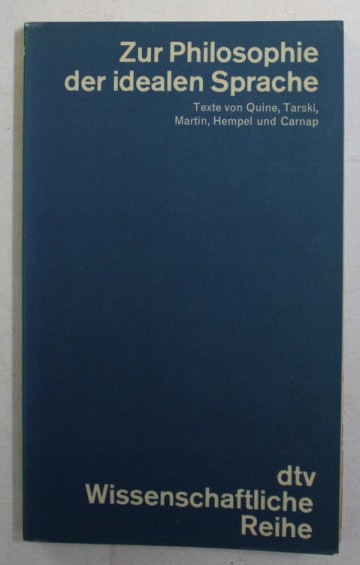 Zur Philosophie
der idealen Sprache
Texte von Quine, Tarski,
Martin, Hempel und Carnap
dtv
Wissenschaftliche
Reihe